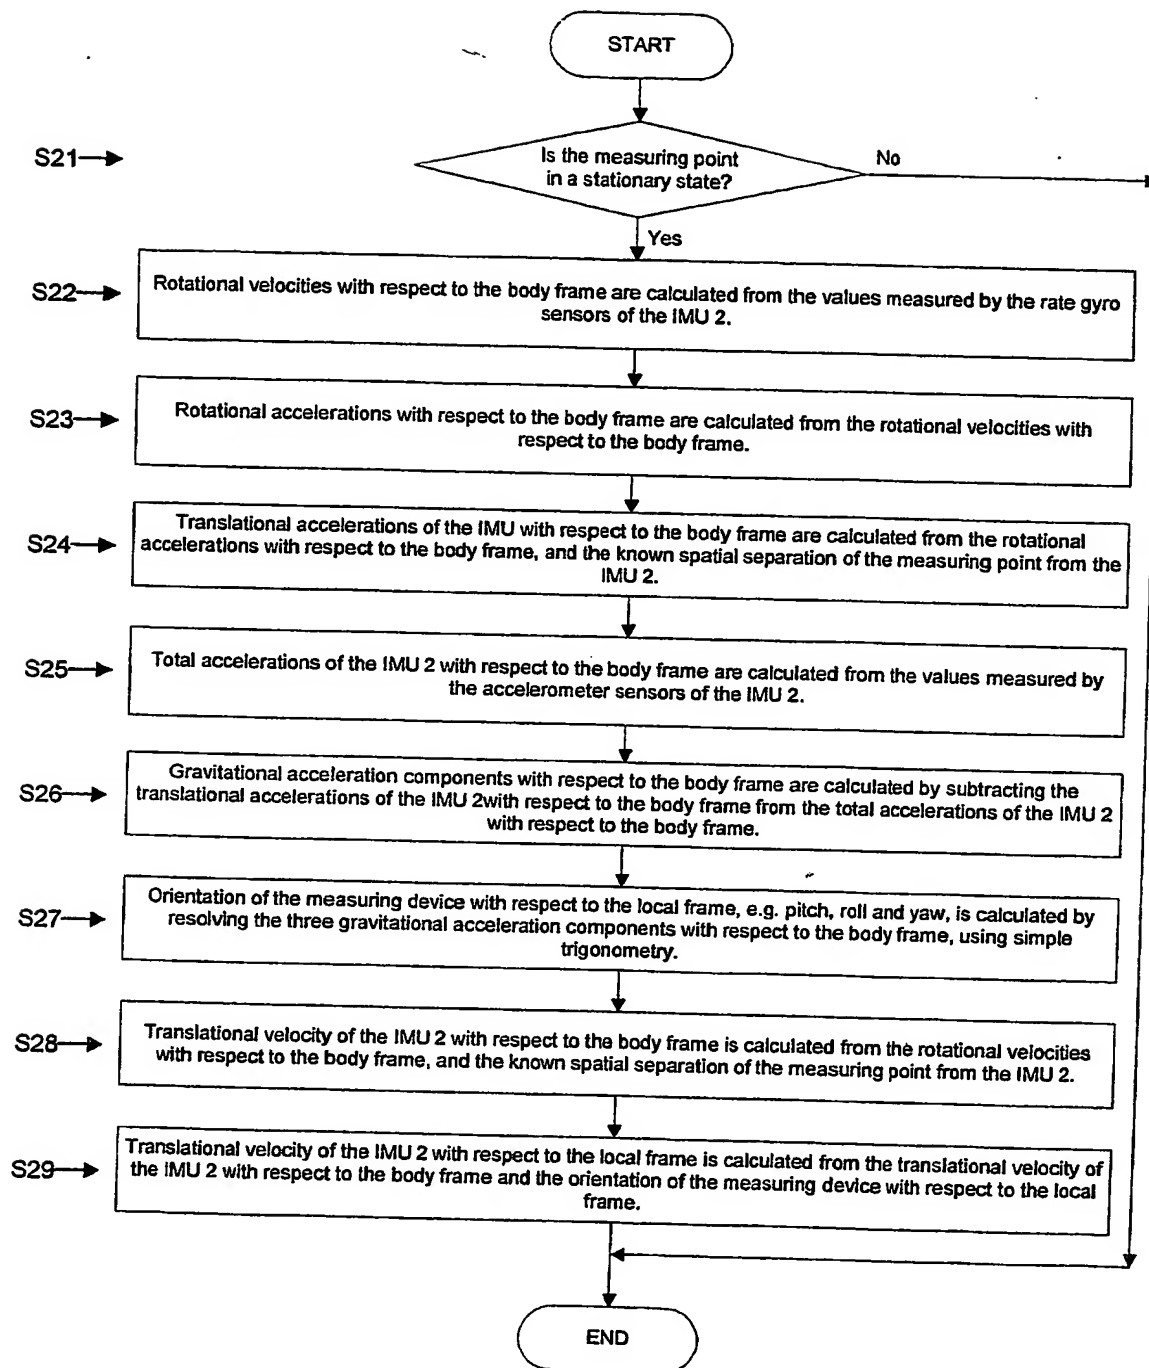 START
S21
Is the measuring point
in a stationary state?
No
Yes
S22
Rotational velocities with respect to the body frame are calculated from the values measured by the rate gyro
sensors of the IMU 2.
S23
Rotational accelerations with respect to the body frame are calculated from the rotational velocities with
respect to the body frame.
S24
Translational accelerations of the IMU with respect to the body frame are calculated from the rotational
accelerations with respect to the body frame, and the known spatial separation of the measuring point from the
IMU 2.
S25
Total accelerations of the IMU 2 with respect to the body frame are calculated from the values measured by
the accelerometer sensors of the IMU 2.
S26
Gravitational acceleration components with respect to the body frame are calculated by subtracting the
translational accelerations of the IMU 2with respect to the body frame from the total accelerations of the IMU 2
with respect to the body frame.
S27
Orientation of the measuring device with respect to the local frame, e.g. pitch, roll and yaw, is calculated by
resolving the three gravitational acceleration components with respect to the body frame, using simple
trigonometry.
S28
Translational velocity of the IMU 2 with respect to the body frame is calculated from the rotational velocities
with respect to the body frame, and the known spatial separation of the measuring point from the IMU 2.
S29
Translational velocity of the IMU 2 with respect to the local frame is calculated from the translational velocity of
the IMU 2 with respect to the body frame and the orientation of the measuring device with respect to the local
frame.
END